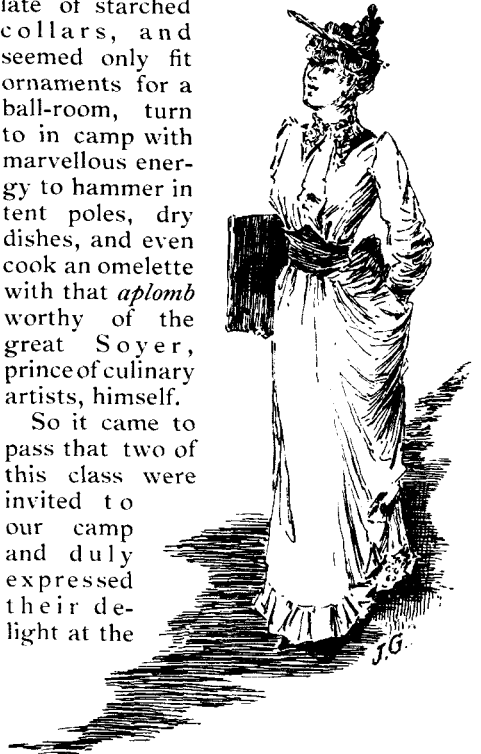 late of starched
collars, and
seemed only fit
ornaments for a
ball-room, turn
to in camp with
marvellous ener-
gy to hammer in
tent poles, dry
dishes, and even
cook an omelette
with that aplomb
worthy of the
great Soyer,
prince of culinary
artists, himself.
So it came to
pass that two of
this class were
invited to
our camp
and duly
expressed
their de-
light at the
J.G.